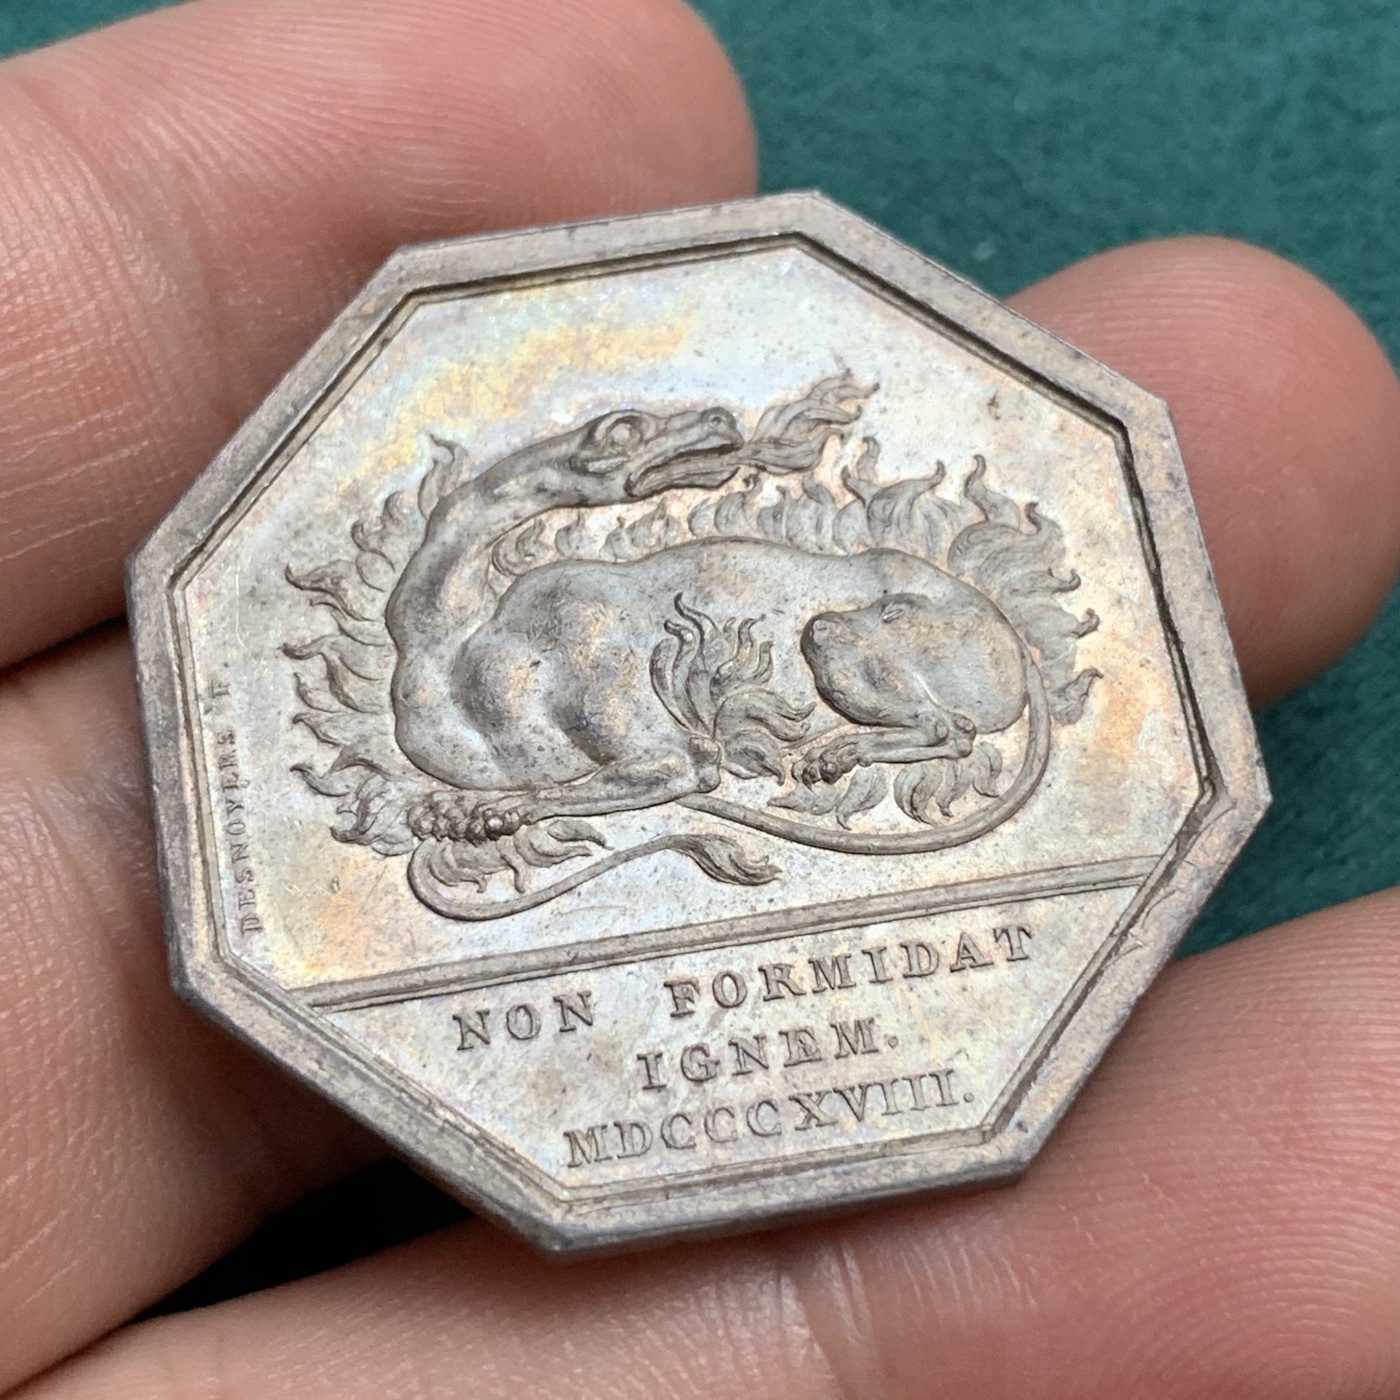 DESNOYERS F.
NON FORMIDAT
IGNEM.
MDCCCXVIII.